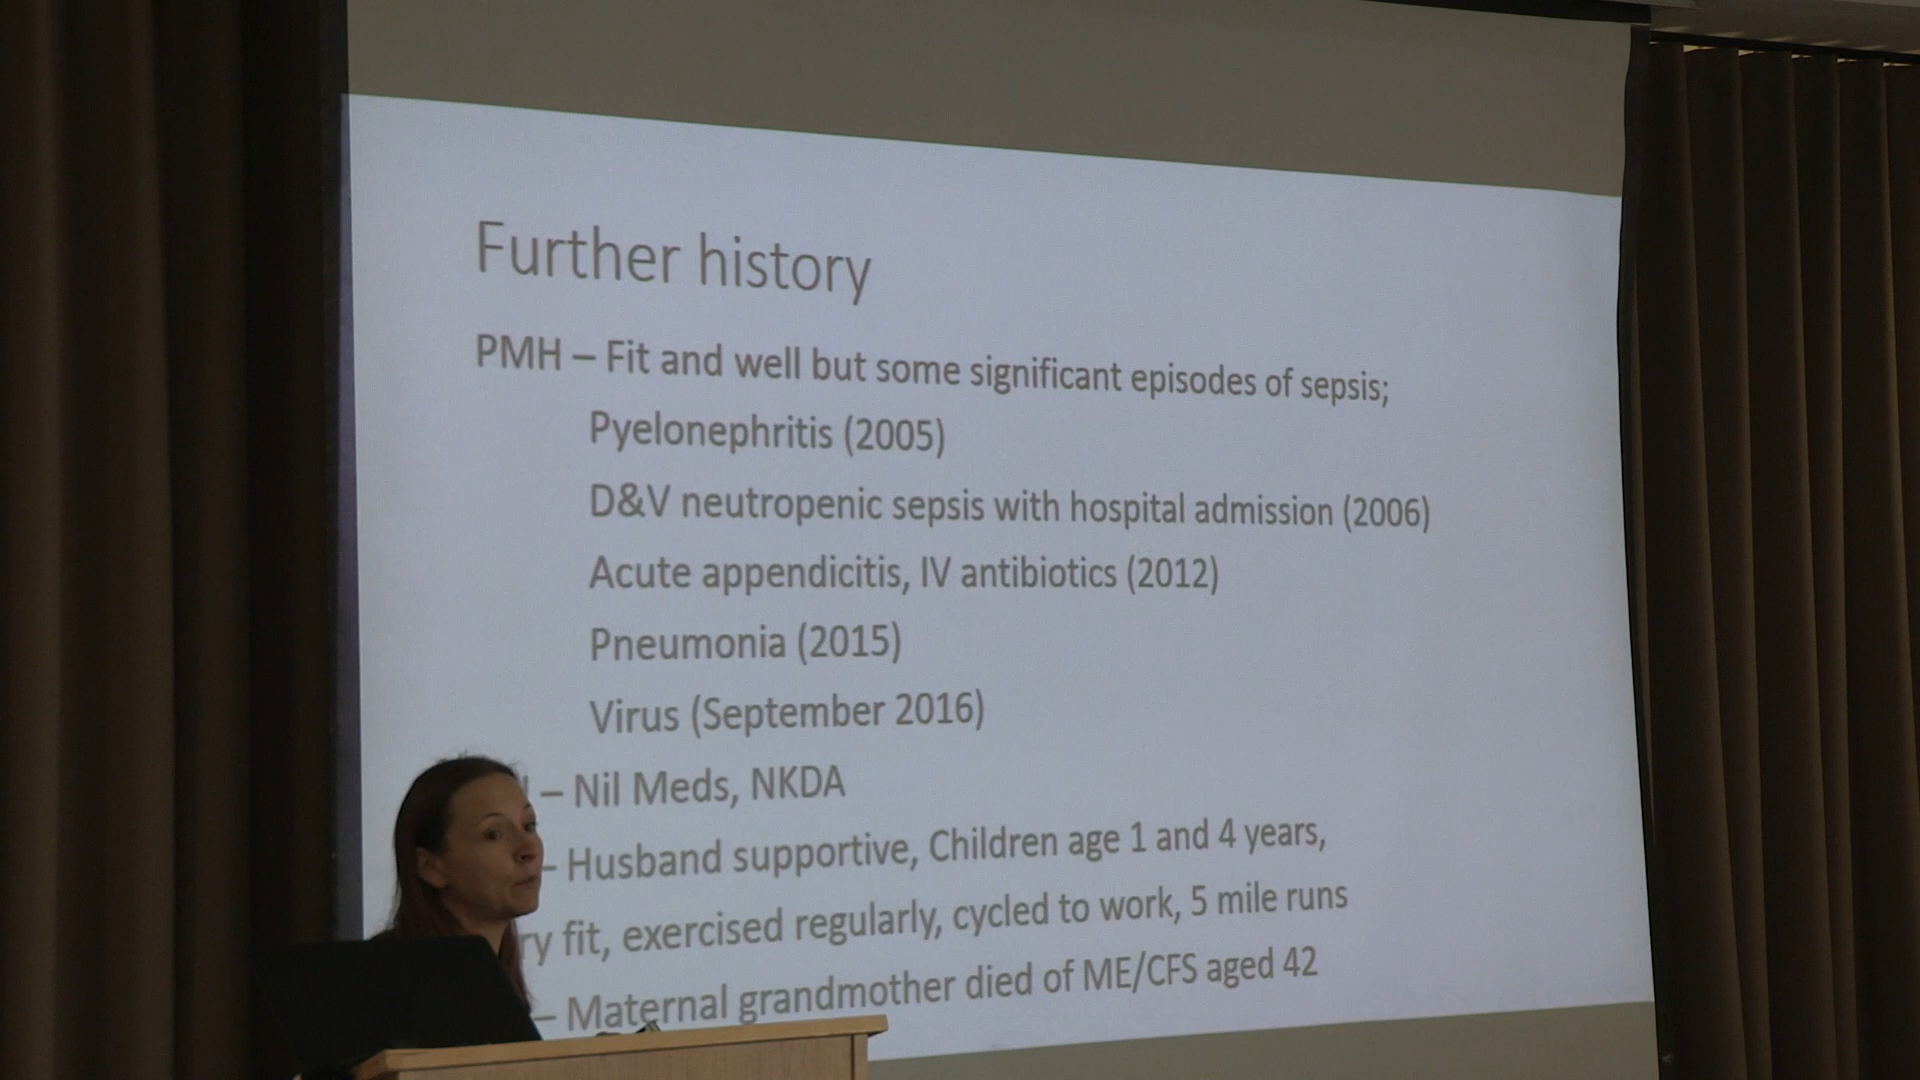 Further history
PMH – Fit and well but some significant episodes of sepsis;
Pyelonephritis (2005)
D&V neutropenic sepsis with hospital admission (2006)
Acute appendicitis, IV antibiotics (2012)
Pneumonia (2015)
Virus (September 2016)
– Nil Meds, NKDA
– Husband supportive, Children age 1 and 4 years,
fit, exercised regularly, cycled to work, 5 mile runs
– Maternal grandmother died of ME/CFS aged 42